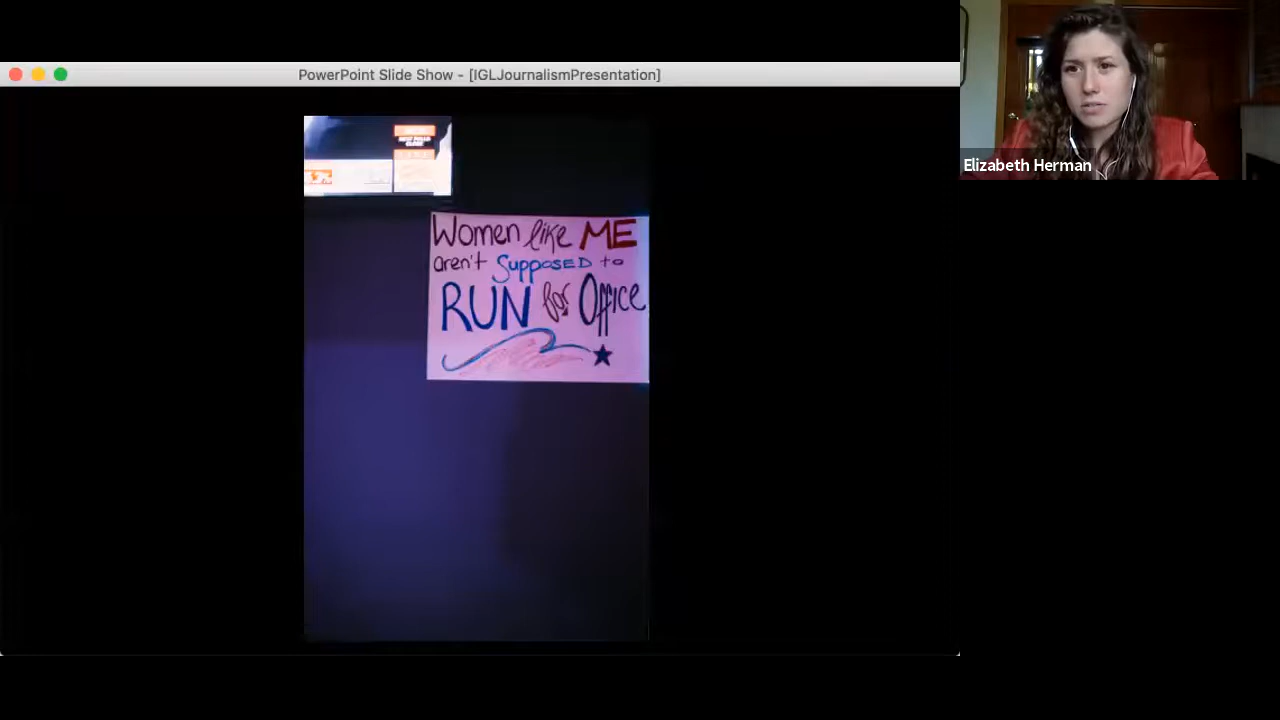 PowerPoint Slide Show - [IGLJournalismPresentation]
Elizabeth Herman
Women like ME
aren't Supposed to
RUN for Office